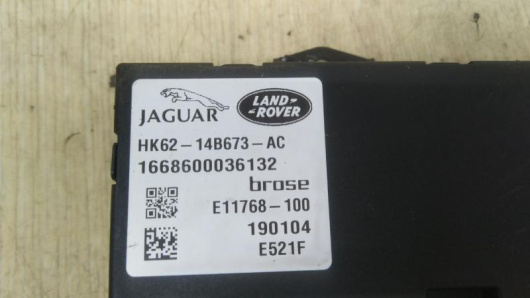 JAGUAR
LAND-
ROVER
HK62-14B673-AC
1668600036132
brose
E11768-100
190104
E521F